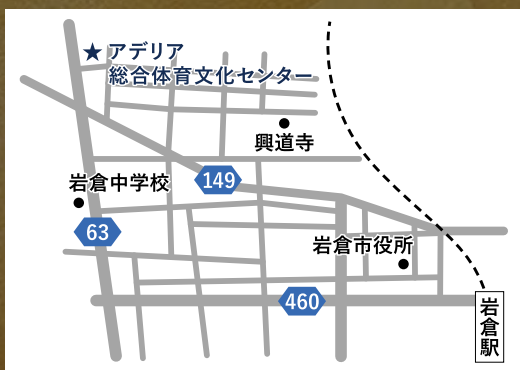 ★ アデリア
総合体育文化センター
興道寺
149
岩倉中学校
63
岩倉市役所
460
岩倉駅